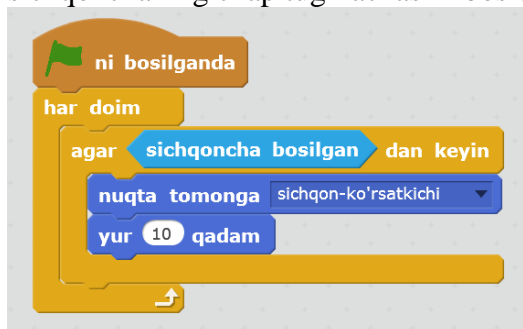 ni bosilganda
har doim
agar sichqoncha bosilgan dan keyin
nuqta tomonga sichqon-ko'rsatkichi
yur 10 qadam